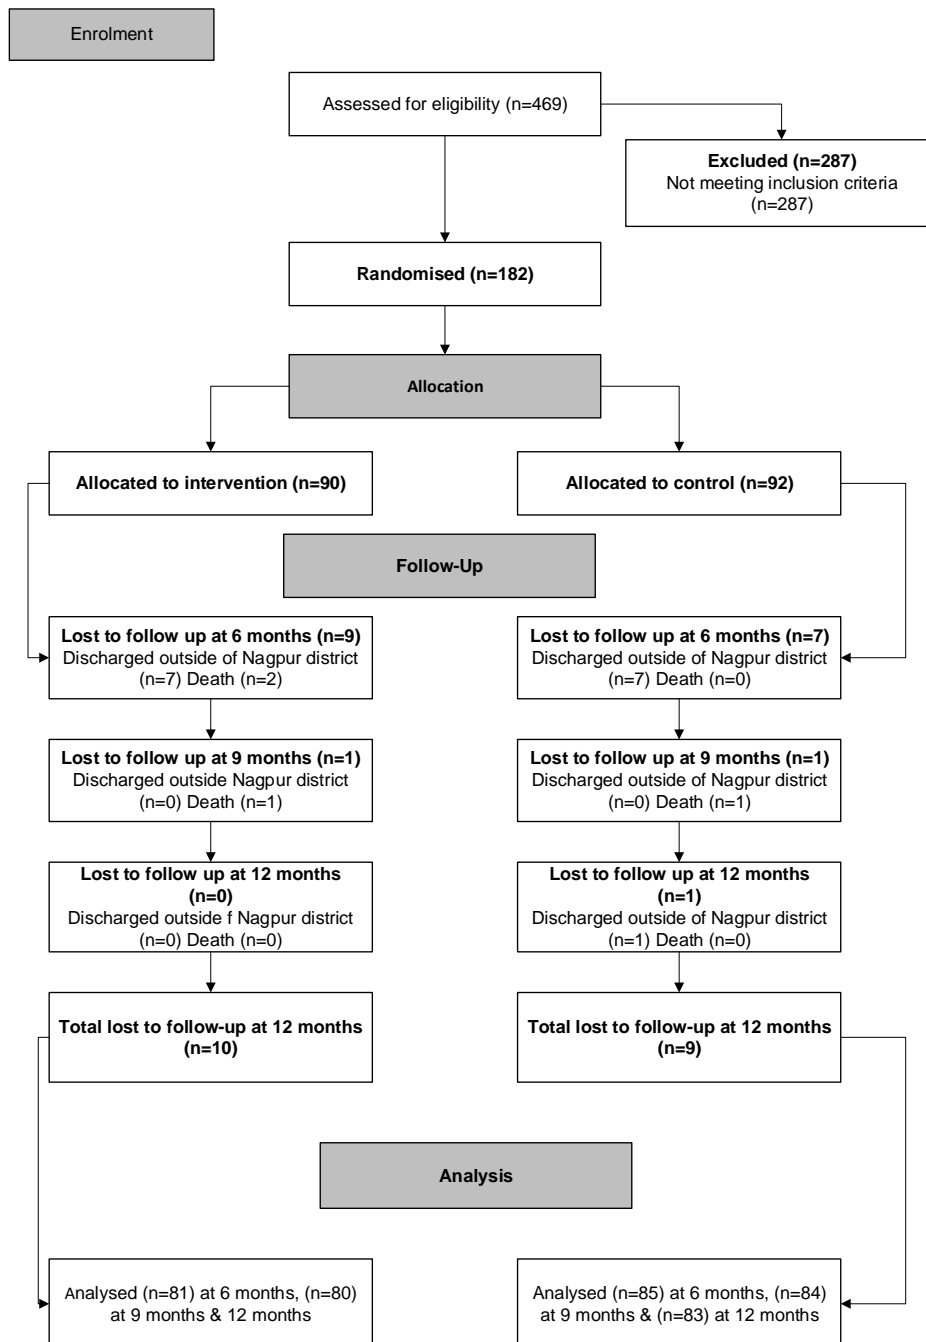 Enrolment
Assessed for eligibility (n=469)
Excluded (n=287)
Not meeting inclusion criteria
(n=287)
Randomised (n=182)
Allocation
Allocated to intervention (n=90)
Allocated to control (n=92)
Follow-Up
Lost to follow up at 6 months (n=9)
Discharged outside of Nagpur district
(n=7) Death (n=2)
Lost to follow up at 6 months (n=7)
Discharged outside of Nagpur district
(n=7) Death (n=0)
Lost to follow up at 9 months (n=1)
Discharged outside Nagpur district
(n=0) Death (n=1)
Lost to follow up at 9 months (n=1)
Discharged outside of Nagpur district
(n=0) Death (n=1)
Lost to follow up at 12 months
(n=0)
Discharged outside f Nagpur district
(n=0) Death (n=0)
Lost to follow up at 12 months
(n=1)
Discharged outside of Nagpur district
(n=1) Death (n=0)
Total lost to follow-up at 12 months
(n=10)
Total lost to follow-up at 12 months
(n=9)
Analysis
Analysed (n=81) at 6 months, (n=80)
at 9 months & 12 months
Analysed (n=85) at 6 months, (n=84)
at 9 months & (n=83) at 12 months